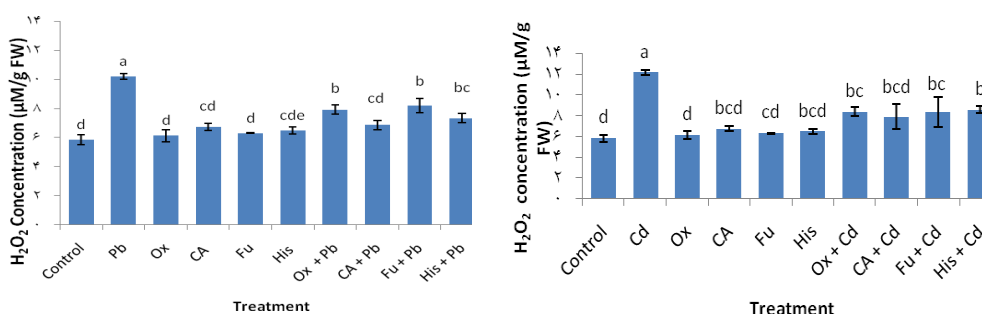 H₂O₂ Concentration (µM/g FW)
۱۴
۱۲
۱۰
۸
۶
۴
۲
۰
d
a
d
cd
d
cde
b
cd
b
bc
Control
Pb
Ox
CA
Fu
His
Ox + Pb
CA + Pb
Fu + Pb
His + Pb
Treatment
H₂O₂ concentration (µM/g
FW)
۱۴
۱۲
۱۰
۸
۶
۴
۲
۰
d
a
d
bcd
cd
bcd
bc
bcd
bc
b
Control
Cd
Ox
CA
Fu
His
Ox + Cd
CA + Cd
Fu + Cd
His + Cd
Treatment